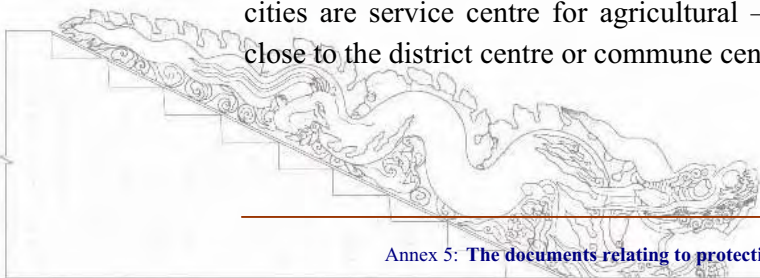 cities are service centre for agricultural –
close to the district centre or commune cen
Annex 5: The documents relating to protecti